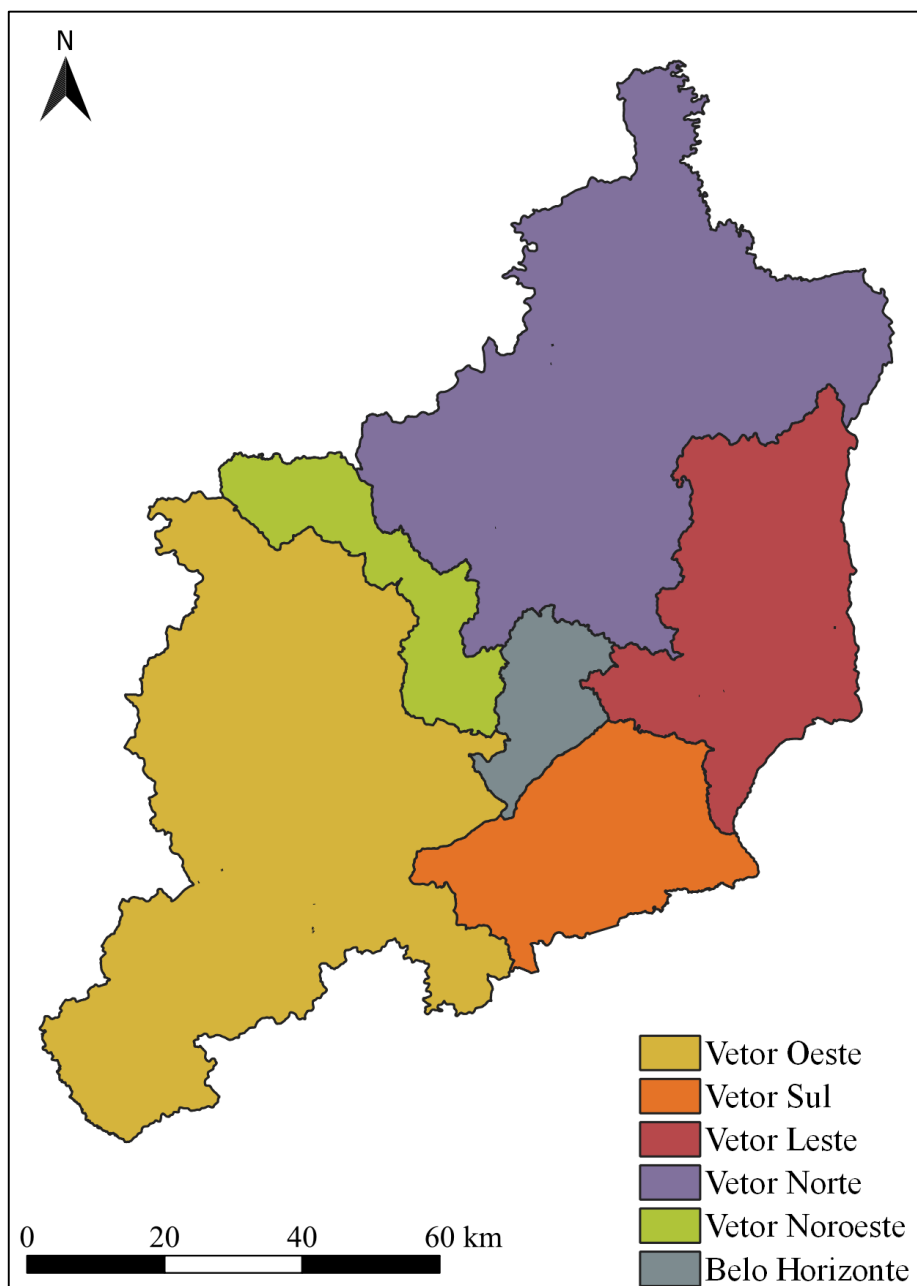 N
Vetor Oeste
Vetor Sul
Vetor Leste
Vetor Norte
Vetor Noroeste
Belo Horizonte
0 20 40 60 km